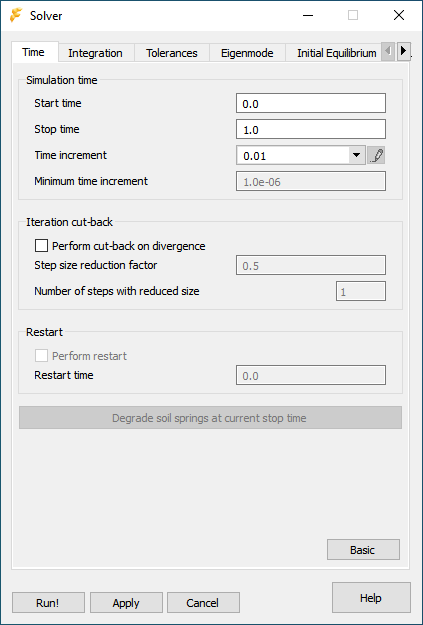 Solver
Time Integration Tolerances Eigenmode Initial Equilibrium
Simulation time
Start time 0.0
Stop time 1.0
Time increment 0.01
Minimum time increment 1.0e-06
Iteration cut-back
Perform cut-back on divergence
Step size reduction factor 0.5
Number of steps with reduced size 1
Restart
Perform restart
Restart time 0.0
Degrade soil springs at current stop time
Basic
Run! Apply Cancel Help